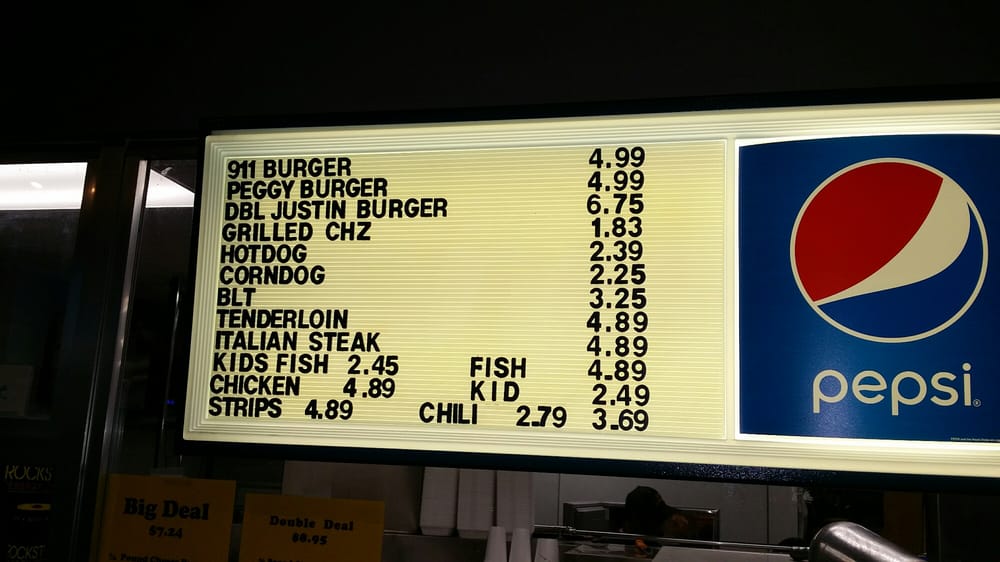 911 BURGER 4.99
PEGGY BURGER 4.99
DBL JUSTIN BURGER 6.75
GRILLED CHZ 1.83
HOTDOG 2.39
CORNDOG 2.25
BLT 3.25
TENDERLOIN 4.89
ITALIAN STEAK 4.89
KIDS FISH 2.45 FISH 4.89
CHICKEN 4.89 KID 2.49
STRIPS 4.89 CHILI 2.79 3.69
pepsi®
ROCKS
Big Deal
$7.24
Double Deal
$8.95